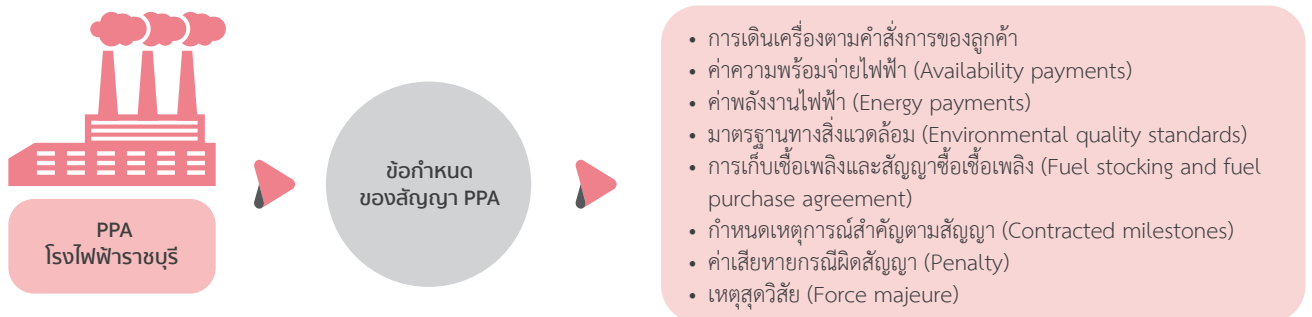 PPA
โรงไฟฟ้าราชบุรี
ข้อกำหนด
ของสัญญา PPA
• การเดินเครื่องตามคำสั่งการของลูกค้า
• ค่าความพร้อมจ่ายไฟฟ้า (Availability payments)
• ค่าพลังงานไฟฟ้า (Energy payments)
• มาตรฐานทางสิ่งแวดล้อม (Environmental quality standards)
• การเก็บเชื้อเพลิงและสัญญาซื้อเชื้อเพลิง (Fuel stocking and fuel
purchase agreement)
• กำหนดเหตุการณ์สำคัญตามสัญญา (Contracted milestones)
• ค่าเสียหายกรณีผิดสัญญา (Penalty)
• เหตุสุดวิสัย (Force majeure)